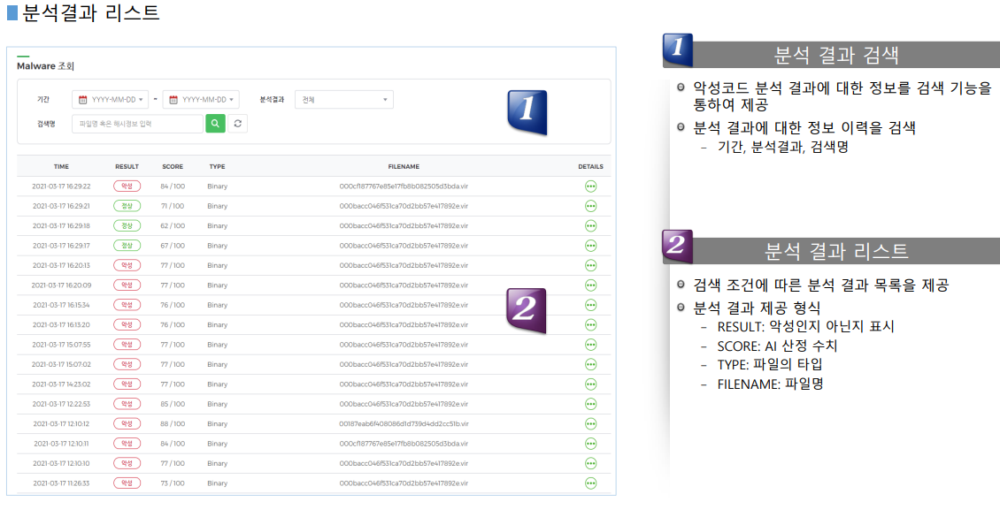 분석결과 리스트
Malware 조회
기간 YYYY-MM-DD - YYYY-MM-DD 분석결과 전체
검색명 파일명 혹은 해시정보 입력
1
TIME RESULT SCORE TYPE FILENAME DETAILS
2021-03-17 16:29:22 악성 84 / 100 Binary 000cf187767e85e17fb8b082505d3bda.vir
2021-03-17 16:29:21 정상 71 / 100 Binary 000bacc046f531ca70d2bb57e417892e.vir
2021-03-17 16:29:18 정상 62 / 100 Binary 000bacc046f531ca70d2bb57e417892e.vir
2021-03-17 16:29:17 정상 67 / 100 Binary 000bacc046f531ca70d2bb57e417892e.vir
2021-03-17 16:20:13 악성 77 / 100 Binary 000bacc046f531ca70d2bb57e417892e.vir
2021-03-17 16:20:09 악성 77 / 100 Binary 000bacc046f531ca70d2bb57e417892e.vir
2021-03-17 16:15:34 악성 76 / 100 Binary 000bacc046f531ca70d2bb57e417892e.vir
2
2021-03-17 16:13:20 악성 76 / 100 Binary 000bacc046f531ca70d2bb57e417892e.vir
2021-03-17 15:07:55 악성 77 / 100 Binary 000bacc046f531ca70d2bb57e417892e.vir
2021-03-17 15:07:02 악성 77 / 100 Binary 000bacc046f531ca70d2bb57e417892e.vir
2021-03-17 14:23:02 악성 77 / 100 Binary 000bacc046f531ca70d2bb57e417892e.vir
2021-03-17 12:22:53 악성 85 / 100 Binary 000bacc046f531ca70d2bb57e417892e.vir
2021-03-17 12:10:12 악성 88 / 100 Binary 00187eab6f408086d1d739d4dd2cc51b.vir
2021-03-17 12:10:11 악성 84 / 100 Binary 000cf187767e85e17fb8b082505d3bda.vir
2021-03-17 12:10:10 악성 77 / 100 Binary 000bacc046f531ca70d2bb57e417892e.vir
2021-03-17 11:26:33 악성 73 / 100 Binary 000bacc046f531ca70d2bb57e417892e.vir
1 분석 결과 검색
악성코드 분석 결과에 대한 정보를 검색 기능을
통하여 제공
분석 결과에 대한 정보 이력을 검색
– 기간, 분석결과, 검색명
2 분석 결과 리스트
검색 조건에 따른 분석 결과 목록을 제공
분석 결과 제공 형식
– RESULT: 악성인지 아닌지 표시
– SCORE: AI 산정 수치
– TYPE: 파일의 타입
– FILENAME: 파일명